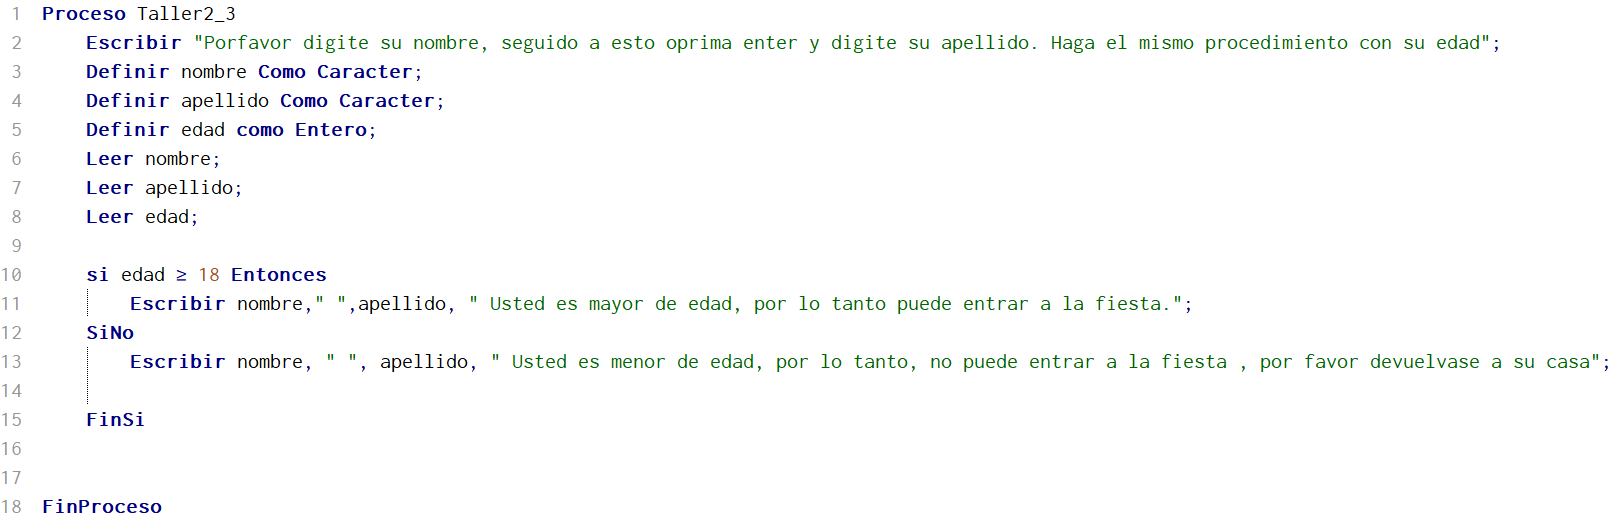 1 Proceso Taller2_3
2 Escribir "Porfavor digite su nombre, seguido a esto oprima enter y digite su apellido. Haga el mismo procedimiento con su edad";
3 Definir nombre Como Caracter;
4 Definir apellido Como Caracter;
5 Definir edad como Entero;
6 Leer nombre;
7 Leer apellido;
8 Leer edad;
9
10 si edad ≥ 18 Entonces
11 Escribir nombre," ",apellido, " Usted es mayor de edad, por lo tanto puede entrar a la fiesta.";
12 SiNo
13 Escribir nombre, " ", apellido, " Usted es menor de edad, por lo tanto, no puede entrar a la fiesta , por favor devuelvase a su casa";
14
15 FinSi
16
17
18 FinProceso